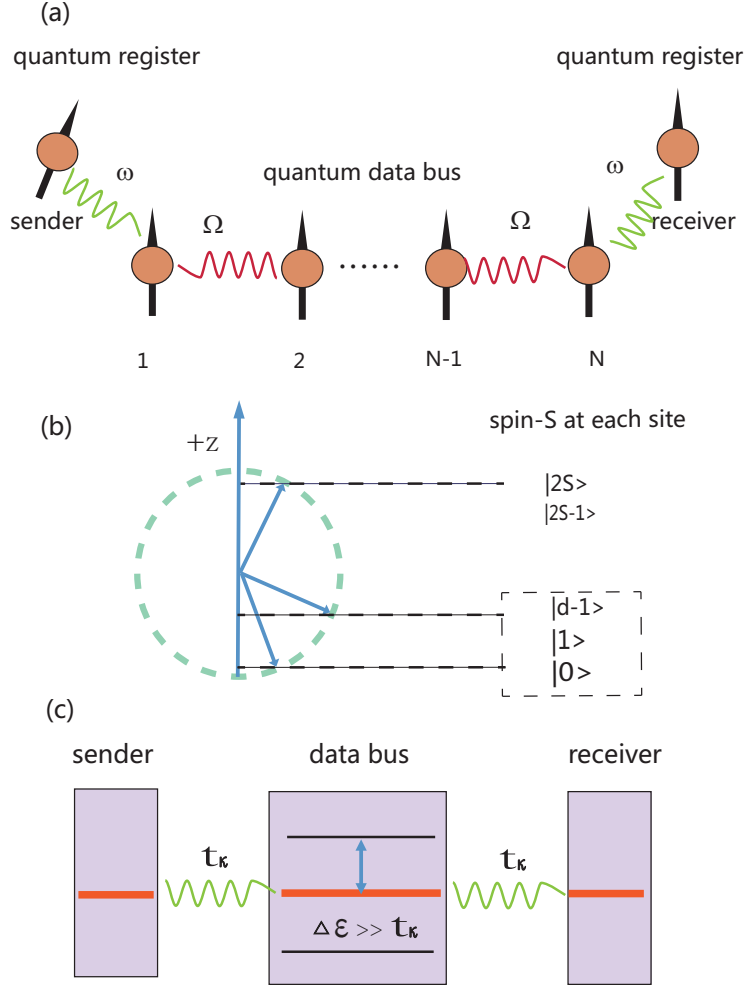 (a)
quantum register
quantum register
ω
quantum data bus
ω
sender
Ω
Ω
receiver
......
1
2
N-1
N
(b)
spin-S at each site
+z
|2S>
|2S-1>
|d-1>
|1>
|0>
(c)
sender
data bus
receiver
tκ
tκ
Δε >> tκ